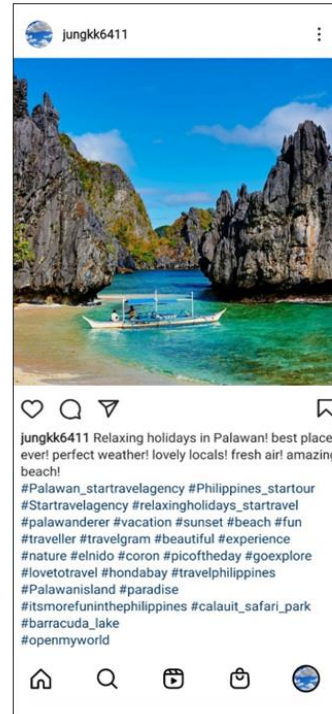 jungkk6411
jungkk6411 Relaxing holidays in Palawan! best place
ever! perfect weather! lovely locals! fresh air! amazing
beach!
#Palawan_startravelagency #Philippines_startour
#Startravelagency #relaxingholidays_startravel
#palawanderer #vacation #sunset #beach #fun
#traveller #travelgram #beautiful #experience
#nature #elnido #coron #picoftheday #goexplore
#lovetotravel #hondabay #travelphilippines
#Palawanisland #paradise
#itsmorefuninthephilippines #calauit_safari_park
#barracuda_lake
#openmyworld